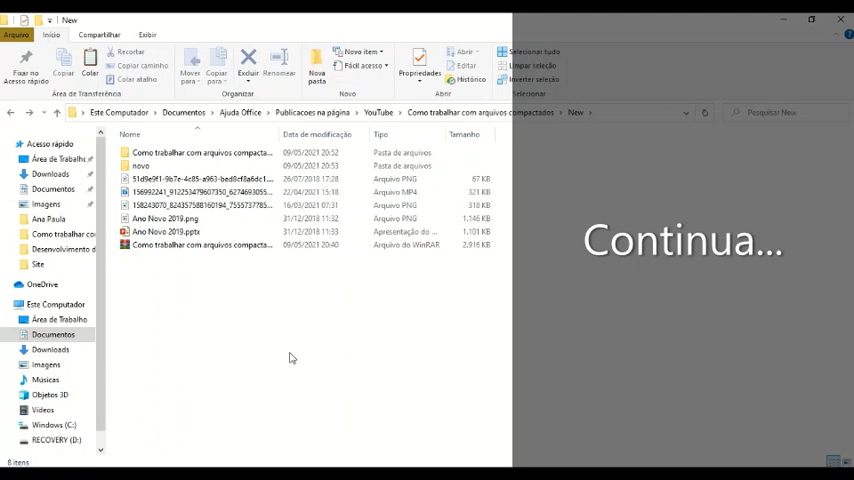 New
Arquivo Início Compartilhar Exibir
Fixar no Acesso rápido
Copiar
Colar
Recortar
Copiar caminho
Colar atalho
Área de Transferência
Mover para
Copiar para
Excluir
Renomear
Organizar
Nova pasta
Novo item
Fácil acesso
Novo
Propriedades
Abrir
Editar
Histórico
Abrir
Selecionar tudo
Limpar seleção
Inverter seleção
Selecionar
Este Computador > Documentos > Ajuda Office > Publicacoes na página > YouTube > Como trabalhar com arquivos compactados > New >
Pesquisar New
Nome Data de modificação Tipo Tamanho
Como trabalhar com arquivos compacta... 09/05/2021 20:52 Pasta de arquivos
novo 09/05/2021 20:53 Pasta de arquivos
51d9e9f1-9b7e-4c85-a963-bed8cf8a6dc1... 26/07/2018 17:28 Arquivo PNG 67 KB
156992241_912253479607350_6274693055... 22/04/2021 15:18 Arquivo MP4 321 KB
158243070_824357588160194_7555737785... 16/03/2021 07:31 Arquivo PNG 318 KB
Ano Novo 2019.png 31/12/2018 11:32 Arquivo PNG 1,146 KB
Ano Novo 2019.pptx 31/12/2018 11:33 Apresentação do ... 1,101 KB
Como trabalhar com arquivos compacta... 09/05/2021 20:40 Arquivo do WinRAR 2,916 KB
Acesso rápido
Área de Trabalho
Downloads
Documentos
Imagens
Ana Paula
Como trabalhar co
Desenvolvimento d
Site
OneDrive
Este Computador
Área de Trabalho
Documentos
Downloads
Imagens
Músicas
Objetos 3D
Vídeos
Windows (C:)
RECOVERY (D:)
8 itens
Continua...